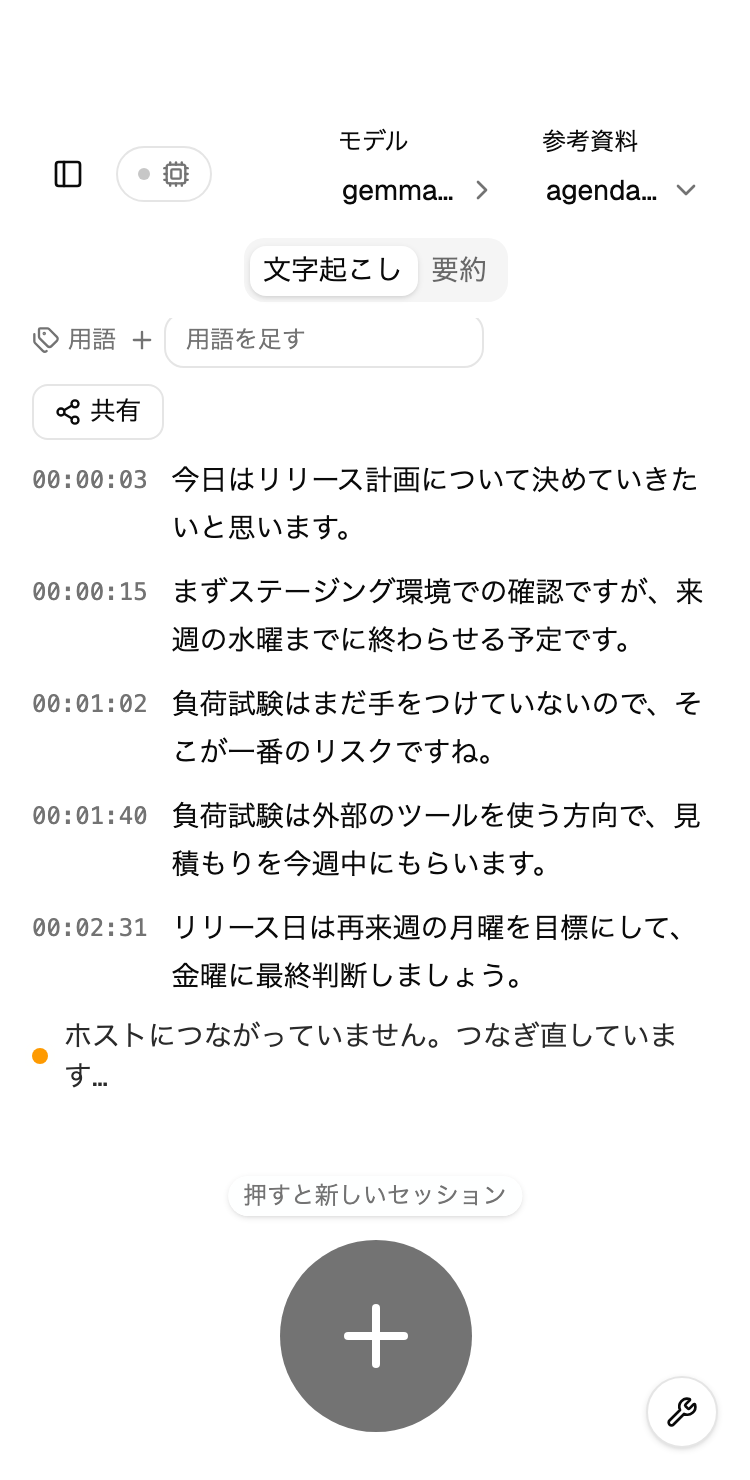 モデル
参考資料
gemma...
agenda...
文字起こし
要約
用語
用語を足す
共有
00:00:03 今日はリリース計画について決めていきた
いと思います。
00:00:15 まずステージング環境での確認ですが、来
週の水曜までに終わらせる予定です。
00:01:02 負荷試験はまだ手をつけていないので、そ
こが一番のリスクですね。
00:01:40 負荷試験は外部のツールを使う方向で、見
積もりを今週中にもらいます。
00:02:31 リリース日は再来週の月曜を目標にして、
金曜に最終判断しましょう。
ホストにつながっていません。つなぎ直していま
す...
押すと新しいセッション